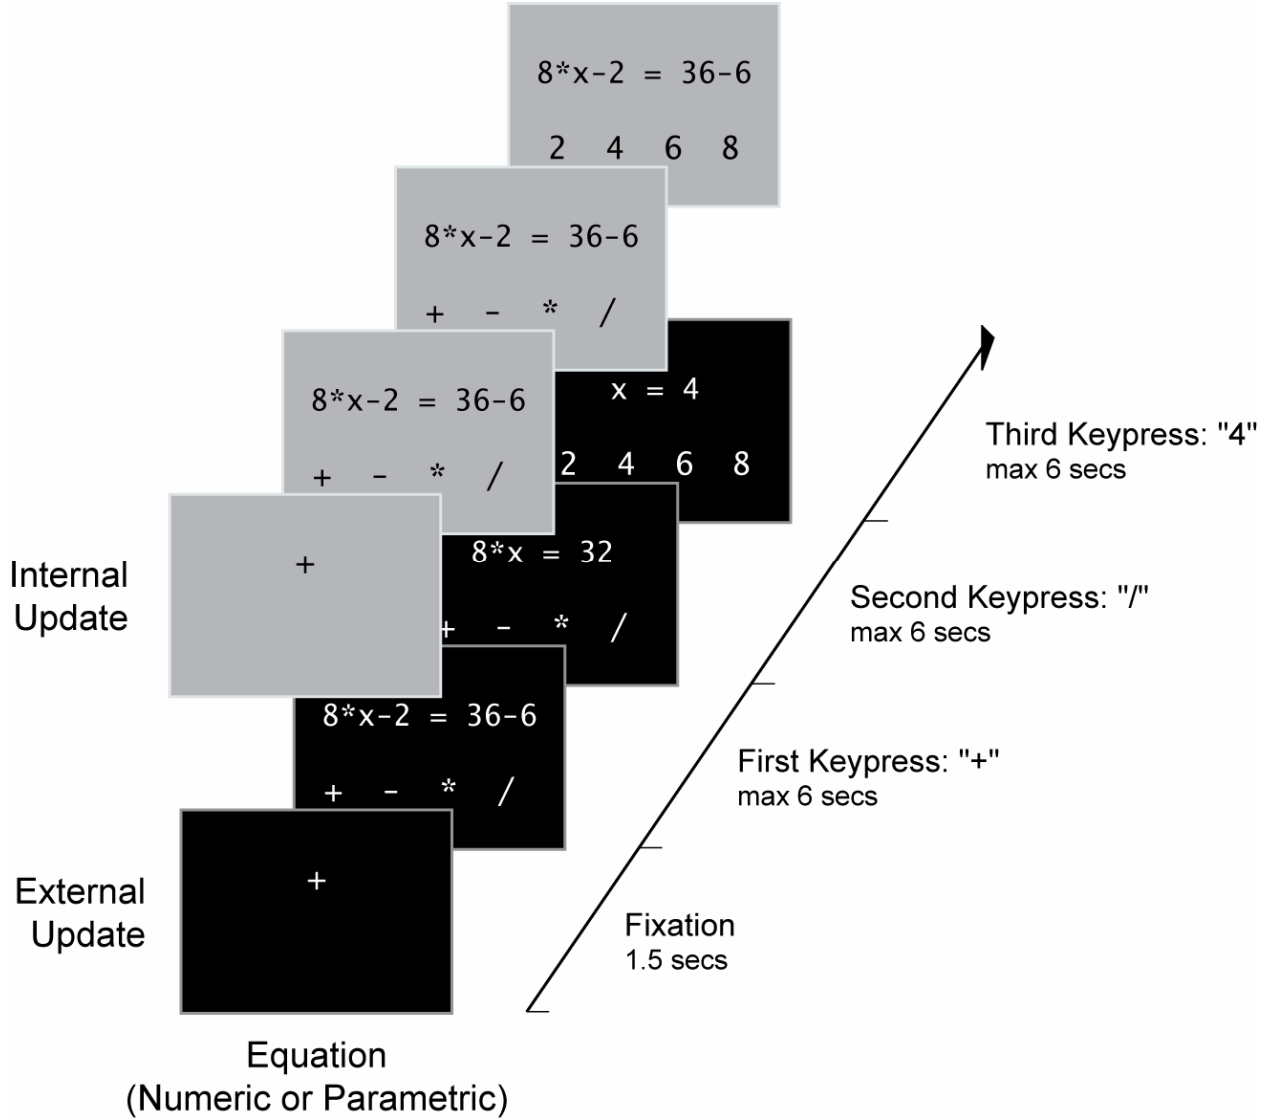 8*x-2 = 36-6
2 4 6 8
8*x-2 = 36-6
+ - * /
8*x-2 = 36-6
+ - * /
x = 4
2 4 6 8
Third Keypress: "4"
max 6 secs
+
Internal
Update
8*x = 32
+ - * /
Second Keypress: "/"
max 6 secs
8*x-2 = 36-6
+ - * /
First Keypress: "+"
max 6 secs
+
External
Update
Fixation
1.5 secs
Equation
(Numeric or Parametric)